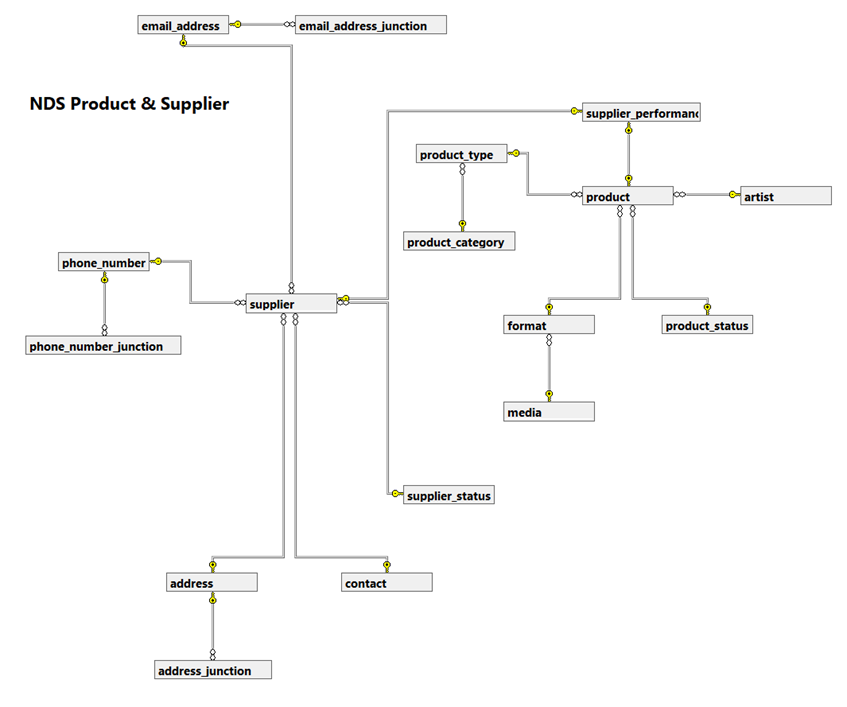 email_address
email_address_junction
NDS Product & Supplier
supplier_performanc
product_type
product
artist
product_category
phone_number
supplier
format
product_status
phone_number_junction
media
supplier_status
address
contact
address_junction